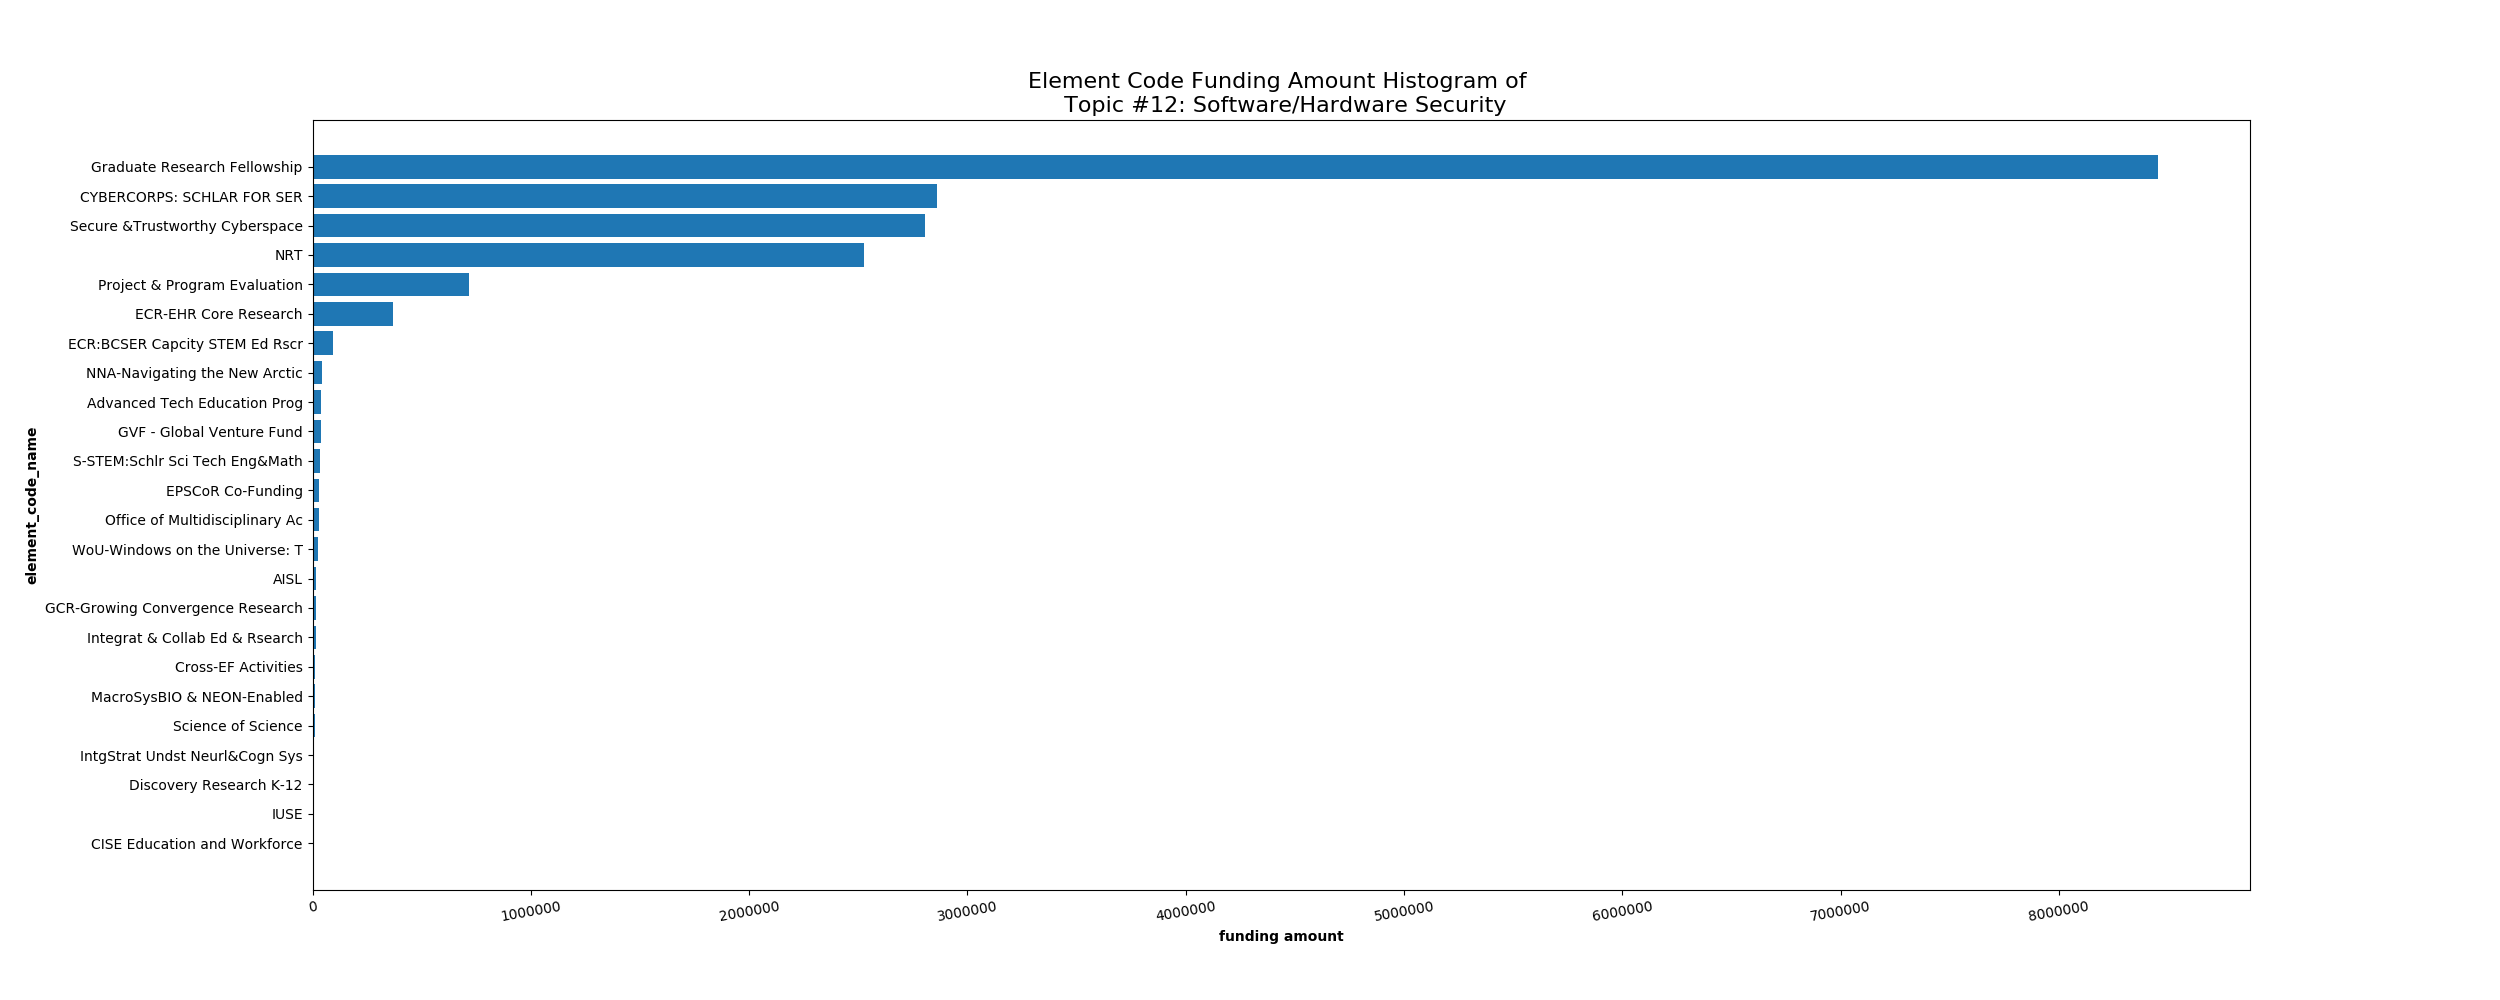 Element Code Funding Amount Histogram of
Topic #12: Software/Hardware Security
Graduate Research Fellowship
CYBERCORPS: SCHLAR FOR SER
Secure &Trustworthy Cyberspace
NRT
Project & Program Evaluation
ECR-EHR Core Research
ECR:BCSER Capcity STEM Ed Rscr
NNA-Navigating the New Arctic
Advanced Tech Education Prog
GVF - Global Venture Fund
S-STEM:Schlr Sci Tech Eng&Math
EPSCoR Co-Funding
Office of Multidisciplinary Ac
WoU-Windows on the Universe: T
AISL
GCR-Growing Convergence Research
Integrat & Collab Ed & Rsearch
Cross-EF Activities
MacroSysBIO & NEON-Enabled
Science of Science
IntgStrat Undst Neurl&Cogn Sys
Discovery Research K-12
IUSE
CISE Education and Workforce
element_code_name
0 1000000 2000000 3000000 4000000 5000000 6000000 7000000 8000000
funding amount